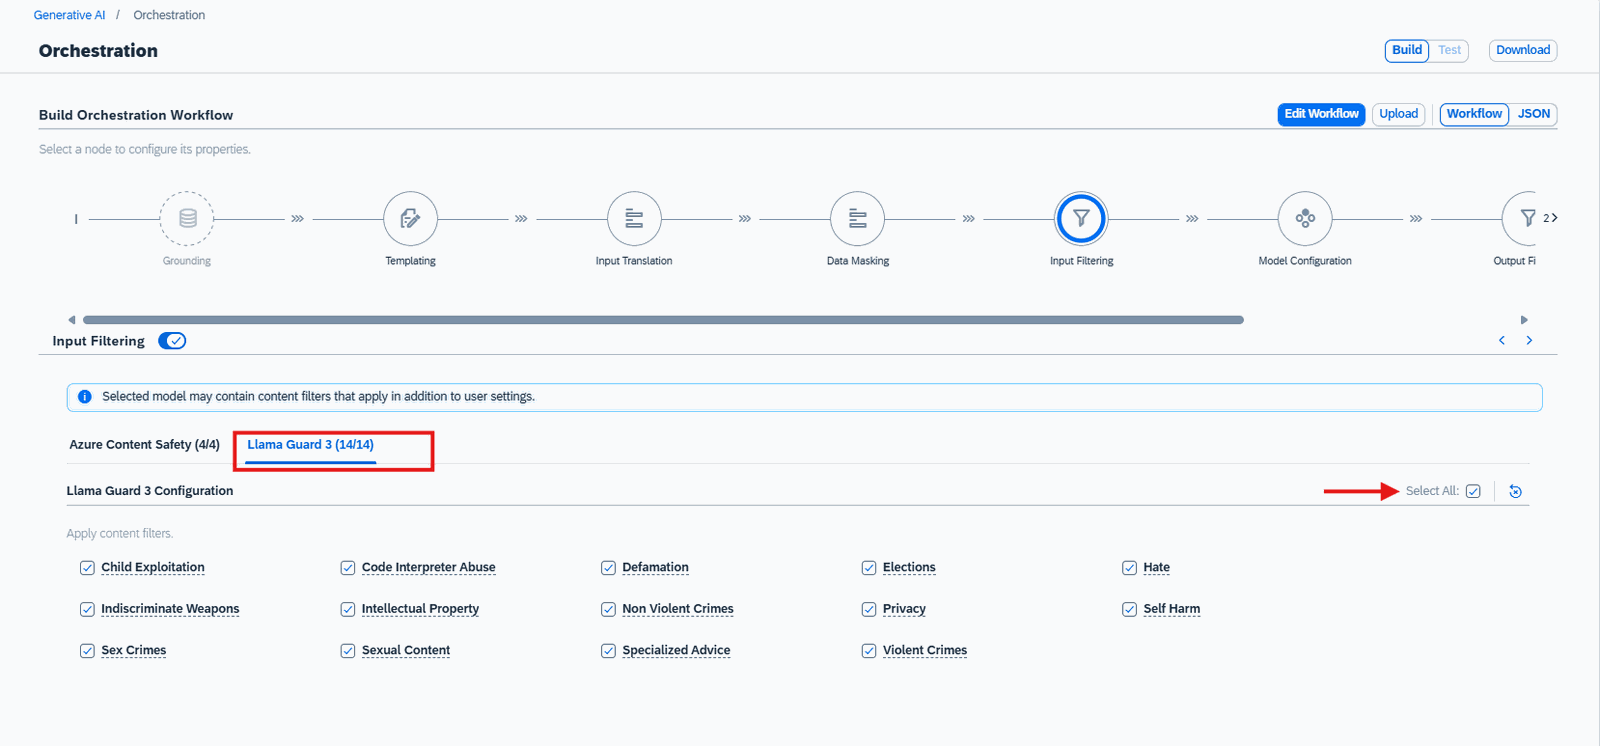 Generative AI / Orchestration
Orchestration
Build Test Download
Build Orchestration Workflow
Edit Workflow Upload Workflow JSON
Select a node to configure its properties.
2
Grounding Templating Input Translation Data Masking Input Filtering Model Configuration Output Fi
Input Filtering
Selected model may contain content filters that apply in addition to user settings.
Azure Content Safety (4/4) Llama Guard 3 (14/14)
Llama Guard 3 Configuration Select All:
Apply content filters.
Child Exploitation Code Interpreter Abuse Defamation Elections Hate
Indiscriminate Weapons Intellectual Property Non Violent Crimes Privacy Self Harm
Sex Crimes Sexual Content Specialized Advice Violent Crimes